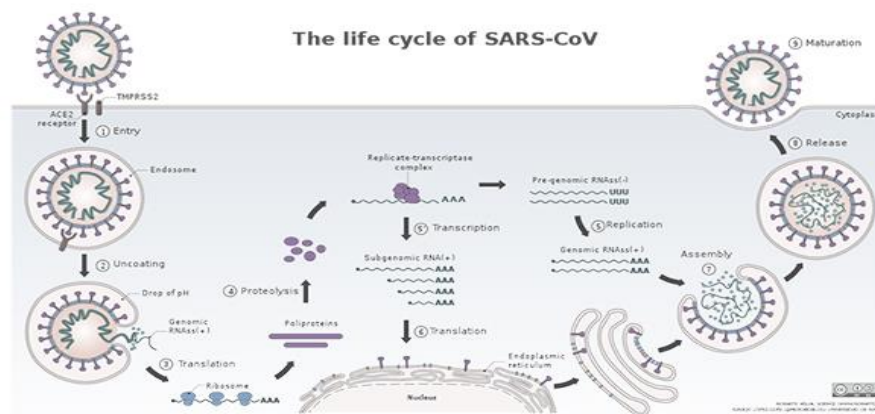 The life cycle of SARS-CoV
⑨ Maturation
TMPRSS2
ACE2
receptor
Cytoplas
① Entry
⑧ Release
Replicate-transcriptase
complex
Pre-genomic RNAss(-)
Endosome
AAA
UUU
UUU
⑤' Transcription
⑤ Replication
② Uncoating
Subgenomic RNA(+)
Genomic RNAss(+)
Assembly
⑦
AAA
AAA
AAA
AAA
AAA
AAA
④ Proteolysis
Drop of pH
Genomic
RNAss(+)
Poliproteins
⑥ Translation
Endoplasmic
reticulum
③ Translation
Ribosome
AAA
Nucleus